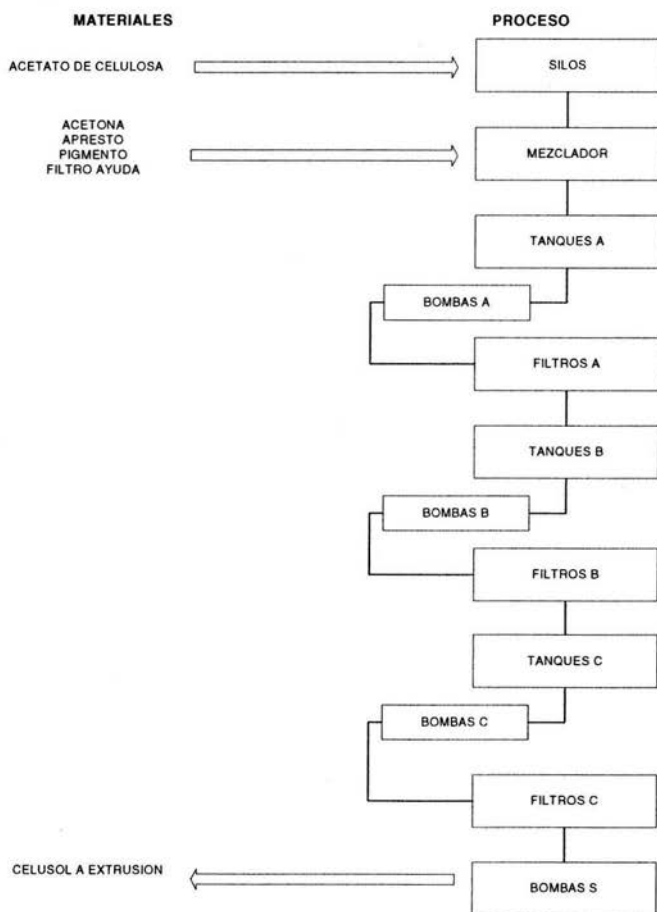 MATERIALES
PROCESO
ACETATO DE CELULOSA
SILOS
ACETONA
APRESTO
PIGMENTO
FILTRO AYUDA
MEZCLADOR
TANQUES A
BOMBAS A
FILTROS A
TANQUES B
BOMBAS B
FILTROS B
TANQUES C
BOMBAS C
FILTROS C
CELUSOL A EXTRUSION
BOMBAS S